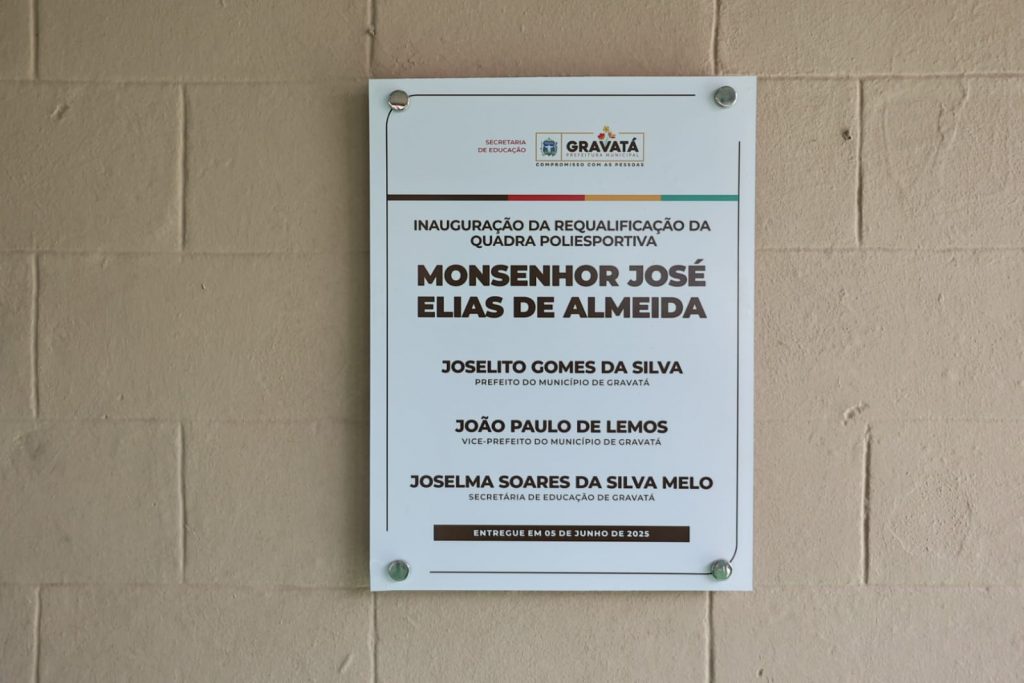 SECRETARIA
DE EDUCAÇÃO
GRAVATÁ
PREFEITURA MUNICIPAL
COMPROMISSO COM AS PESSOAS
INAUGURAÇÃO DA REQUALIFICAÇÃO DA
QUADRA POLIESPORTIVA
MONSENHOR JOSÉ
ELIAS DE ALMEIDA
JOSELITO GOMES DA SILVA
PREFEITO DO MUNICÍPIO DE GRAVATÁ
JOÃO PAULO DE LEMOS
VICE-PREFEITO DO MUNICÍPIO DE GRAVATÁ
JOSELMA SOARES DA SILVA MELO
SECRETÁRIA DE EDUCAÇÃO DE GRAVATÁ
ENTREGUE EM 05 DE JUNHO DE 2025